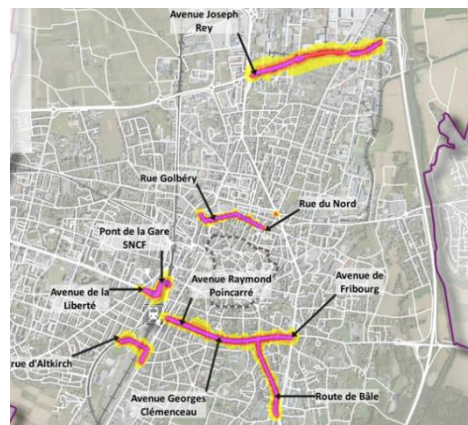 Avenue Joseph
Rey
Rue Golbéry
Rue du Nord
Pont de la Gare
SNCF
Avenue de la
Liberté
Avenue Raymond
Poincarré
Avenue de
Fribourg
rue d'Altkirch
Avenue Georges
Clémenceau
Route de Bâle